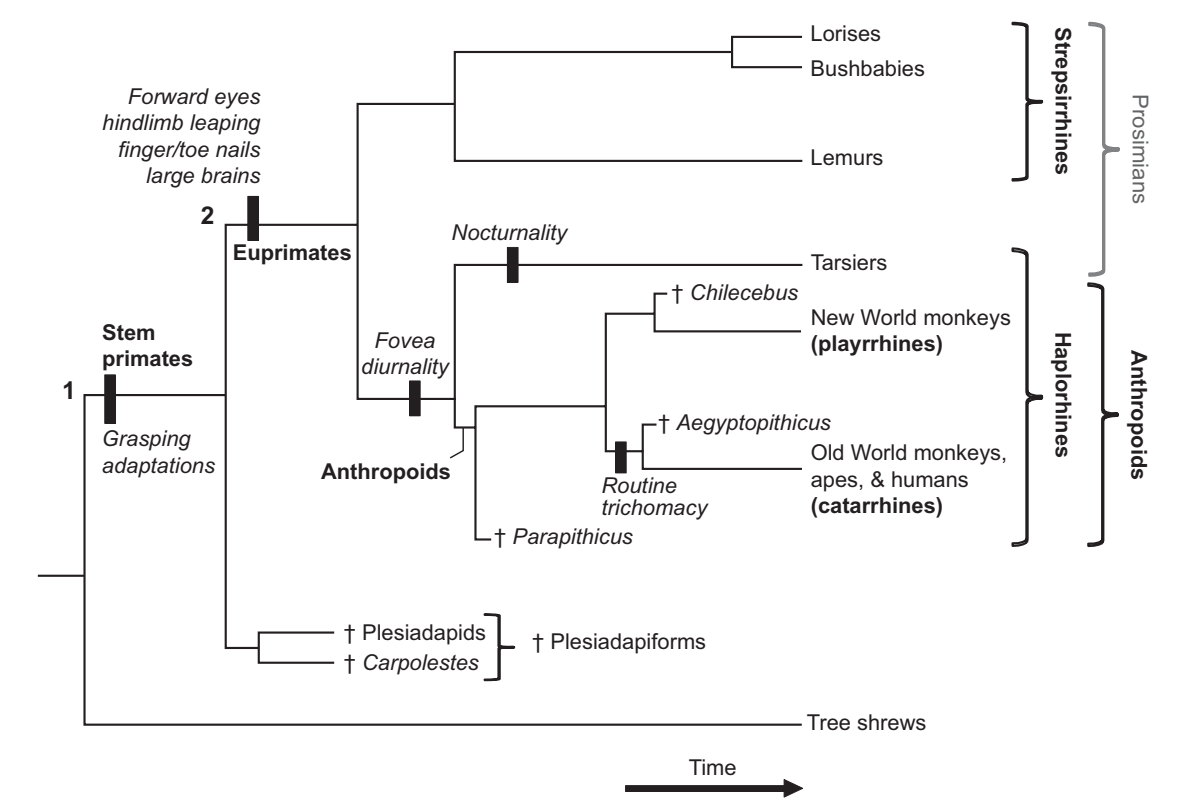 Lorises
Bushbabies
Lemurs
Strepsirrhines
Prosimians
Forward eyes
hindlimb leaping
finger/toe nails
large brains
2
Euprimates
Nocturnality
Tarsiers
† Chilecebus
New World monkeys
(playrrhines)
Fovea
diurnality
Stem
primates
1
Grasping
adaptations
Anthropoids
† Aegyptopithicus
Old World monkeys,
apes, & humans
(catarrhines)
Routine
trichomacy
† Parapithicus
Haplorhines
Anthropoids
† Plesiadapids
† Carpolestes
† Plesiadapiforms
Tree shrews
Time